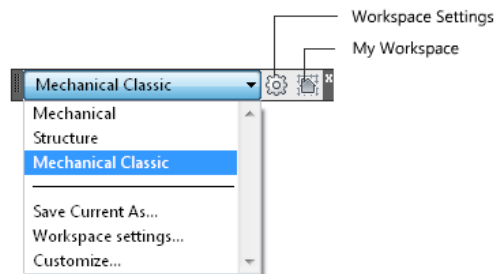 Workspace Settings
My Workspace
Mechanical Classic
Mechanical
Structure
Mechanical Classic
Save Current As...
Workspace settings...
Customize...